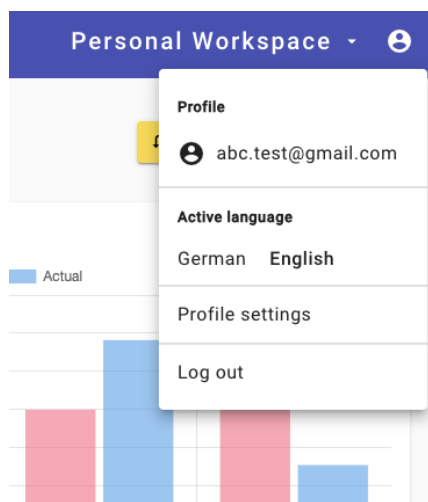 Personal Workspace
Profile
abc.test@gmail.com
Active language
German English
Actual
Profile settings
Log out